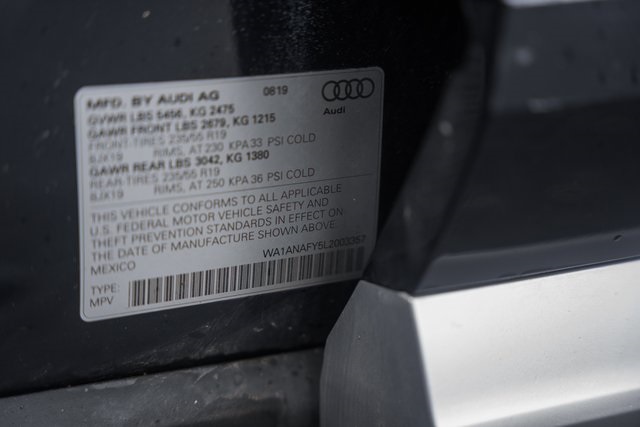 MFD. BY AUDI AG 0819
GVWR LBS 5456, KG 2475
Audi
GAWR FRONT LBS 2679, KG 1215
FRONT-TIRES 235/55 R19
8JX19 RIMS, AT 230 KPA 33 PSI COLD
GAWR REAR LBS 3042, KG 1380
REAR-TIRES 235/55 R19
8JX19 RIMS, AT 250 KPA 36 PSI COLD
THIS VEHICLE CONFORMS TO ALL APPLICABLE
U.S. FEDERAL MOTOR VEHICLE SAFETY AND
THEFT PREVENTION STANDARDS IN EFFECT ON
THE DATE OF MANUFACTURE SHOWN ABOVE.
MEXICO WA1ANAFY5L2003357
TYPE:
MPV